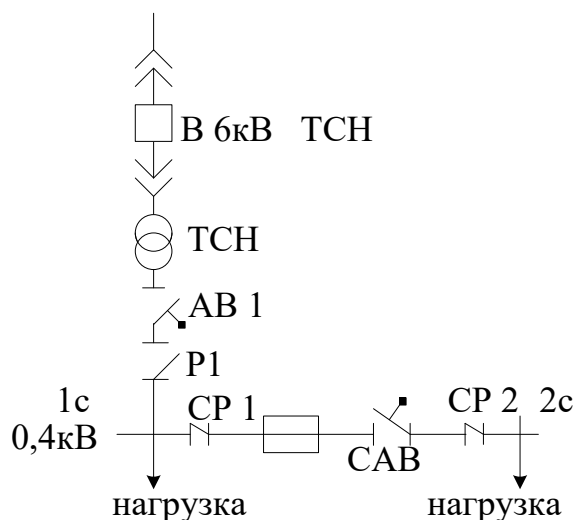 В 6кВ ТСН
ТСН
АВ 1
Р1
1с
СР 1
СР 2
2с
0,4кВ
САВ
нагрузка
нагрузка